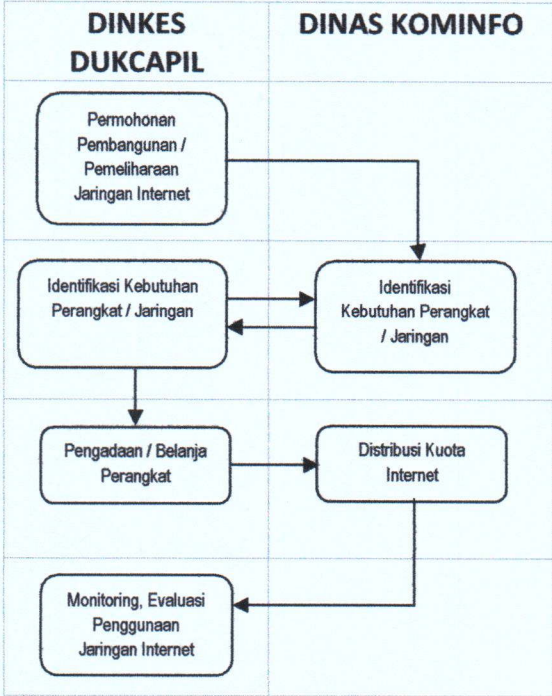 DINKES
DUKCAPIL
DINAS KOMINFO
Permohonan
Pembangunan /
Pemeliharaan
Jaringan Internet
Identifikasi Kebutuhan
Perangkat / Jaringan
Identifikasi
Kebutuhan Perangkat
/ Jaringan
Pengadaan / Belanja
Perangkat
Distribusi Kuota
Internet
Monitoring, Evaluasi
Penggunaan
Jaringan Internet